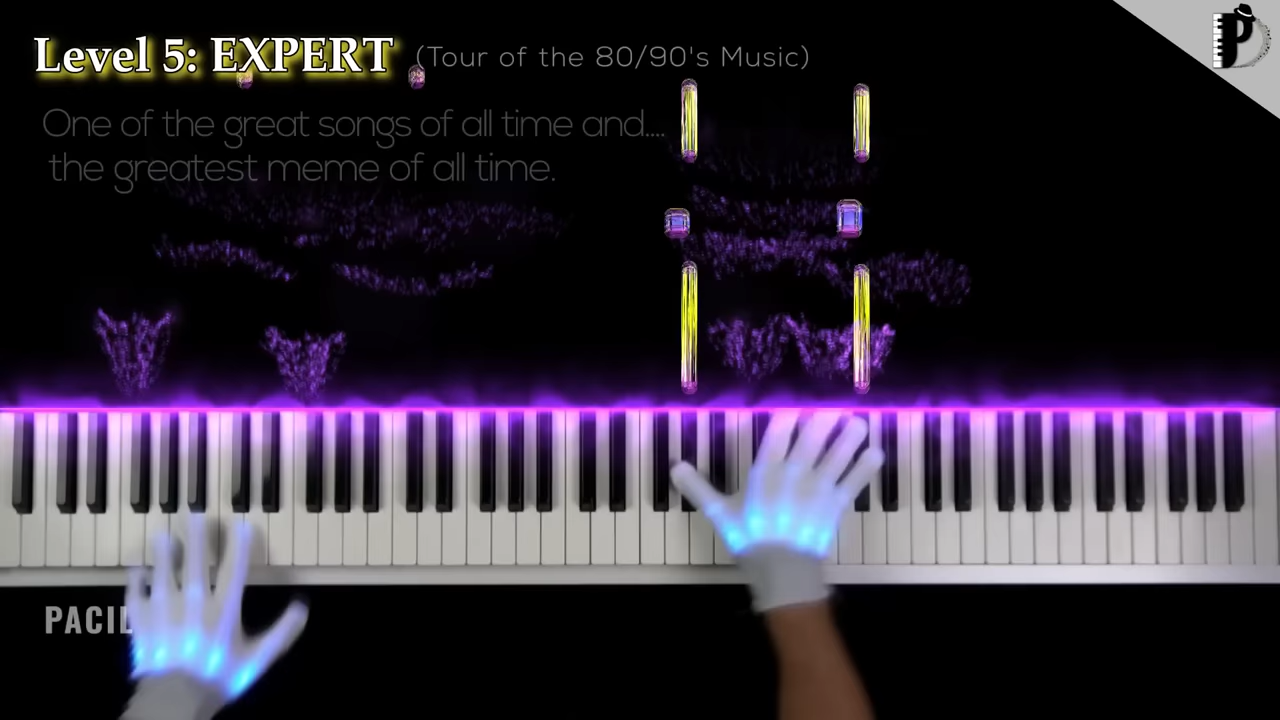 Level 5: EXPERT (Tour of the 80/90's Music)
One of the great songs of all time and....
the greatest meme of all time.